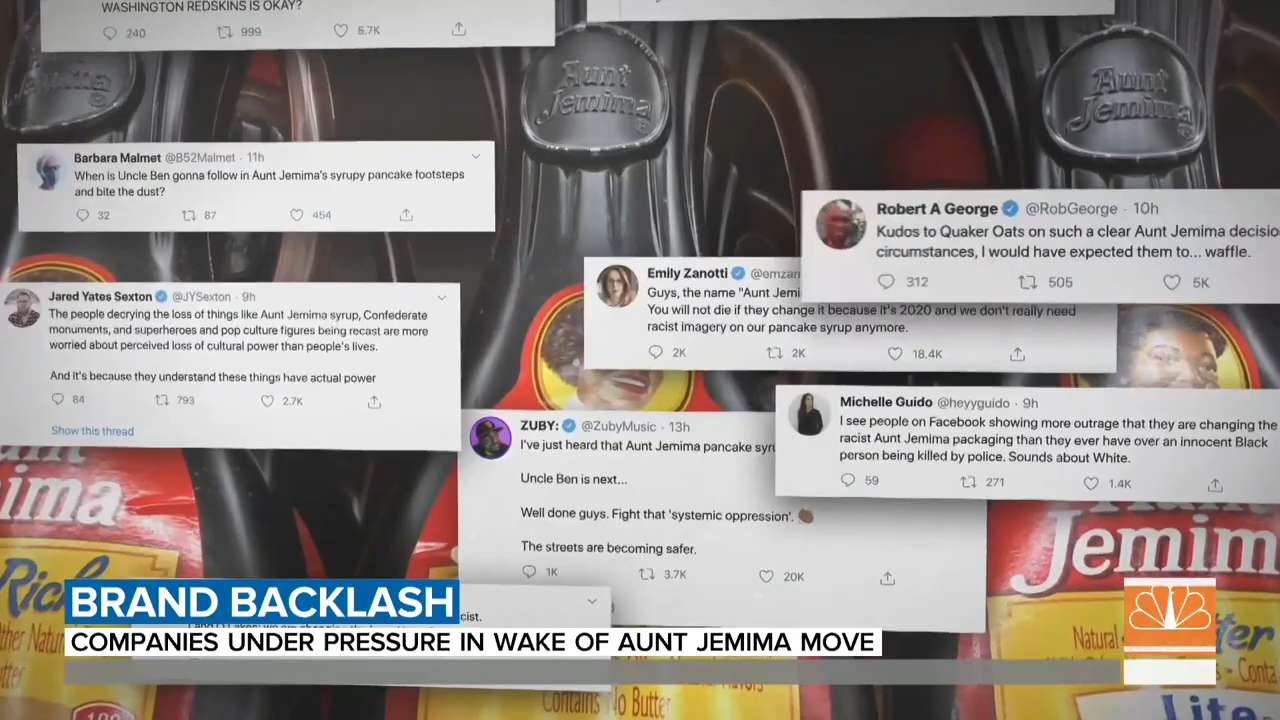 WASHINGTON REDSKINS IS OKAY?
240 999 5.7K
Aunt
Jemima
Aunt
Jemima
Barbara Malmet @B52Malmet · 11h
When is Uncle Ben gonna follow in Aunt Jemima's syrupy pancake footsteps
and bite the dust?
32 87 454
Robert A George @RobGeorge · 10h
Kudos to Quaker Oats on such a clear Aunt Jemima decisio
circumstances, I would have expected them to... waffle.
312 505 5K
Emily Zanotti @emzan
Guys, the name "Aunt Jemi
You will not die if they change it because it's 2020 and we don't really need
racist imagery on our pancake syrup anymore.
2K 2K 18.4K
Jared Yates Sexton @JYSexton · 9h
The people decrying the loss of things like Aunt Jemima syrup, Confederate
monuments, and superheroes and pop culture figures being recast are more
worried about perceived loss of cultural power than people's lives.
And it's because they understand these things have actual power
84 793 2.7K
Show this thread
Michelle Guido @heyyguido · 9h
I see people on Facebook showing more outrage that they are changing the
racist Aunt Jemima packaging than they ever have over an innocent Black
person being killed by police. Sounds about White.
59 271 1.4K
ZUBY: @ZubyMusic · 13h
I've just heard that Aunt Jemima pancake syru
Uncle Ben is next...
Well done guys. Fight that 'systemic oppression'.
The streets are becoming safer.
1K 3.7K 20K
ima
Jemim
Rich
Natural
tter
Lite
cist.
BRAND BACKLASH
COMPANIES UNDER PRESSURE IN WAKE OF AUNT JEMIMA MOVE
Contains No Butter